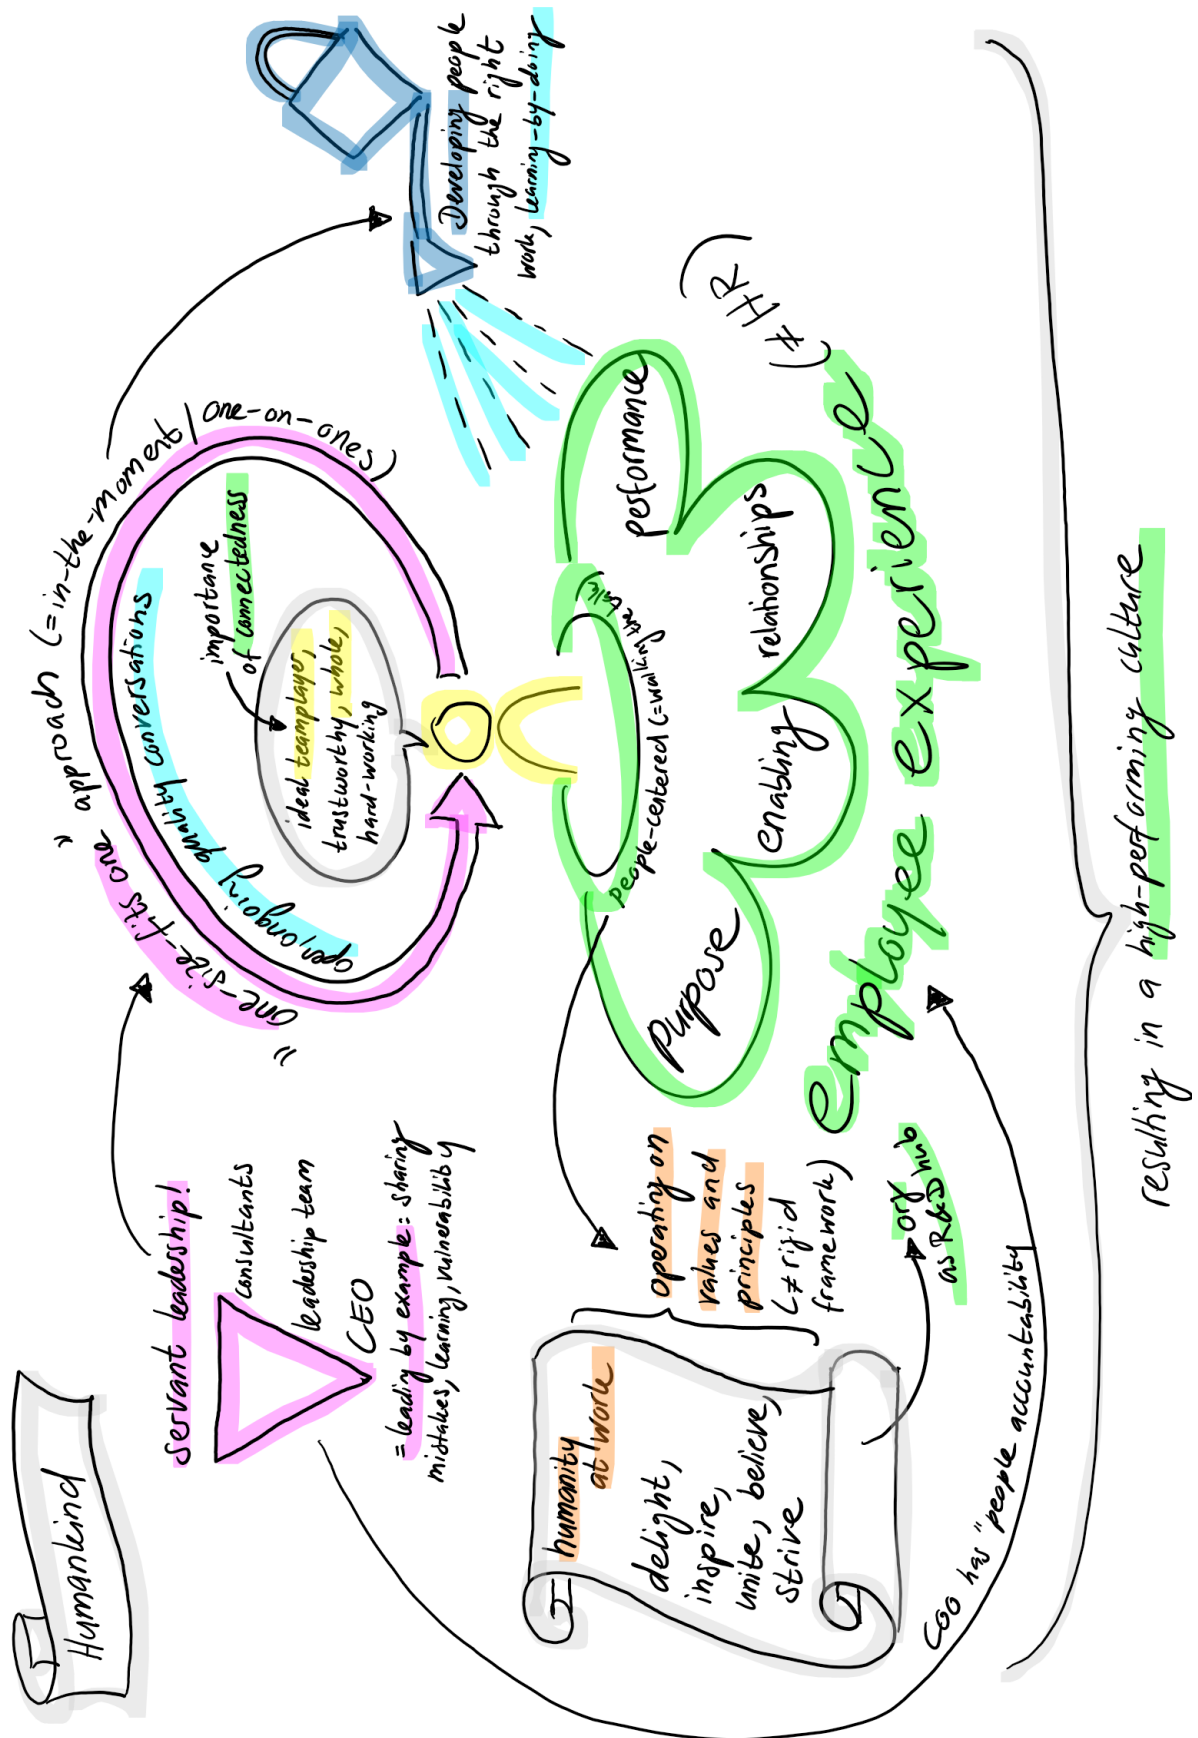 Humankind
servant leadership!
consultants
leadership team
CEO
= leading by example = sharing
mistakes, learning, vulnerability
"one-size-fits one" approach (=in-the-moment/one-on-ones)
open, ongoing quality conversations
importane
of connectedness
ideal teamplayer,
trustworthy, whole,
hard-working
Developing people
through the right
work, learning-by-doing
humanity
at work
delight,
inspire,
unite, believe,
strive
operating on
values and
principles
(≠ rigid
framework)
org
as R&D hub
people-centered (=walking the talk)
purpose
enabling
relationships
performance
employee experience
(≠ HR)
COO has "people accountability
resulting in a high-performing culture